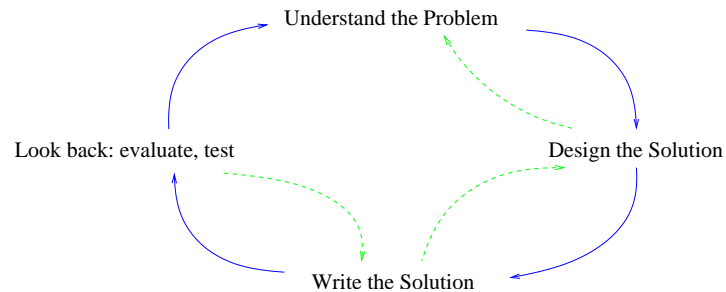 Understand the Problem
Look back: evaluate, test
Design the Solution
Write the Solution